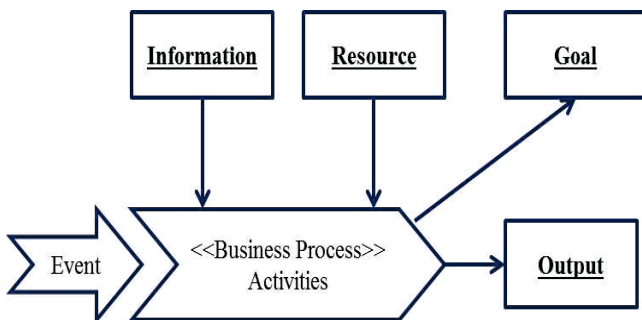 Information
Resource
Goal
Event
<<Business Process>>
Activities
Output